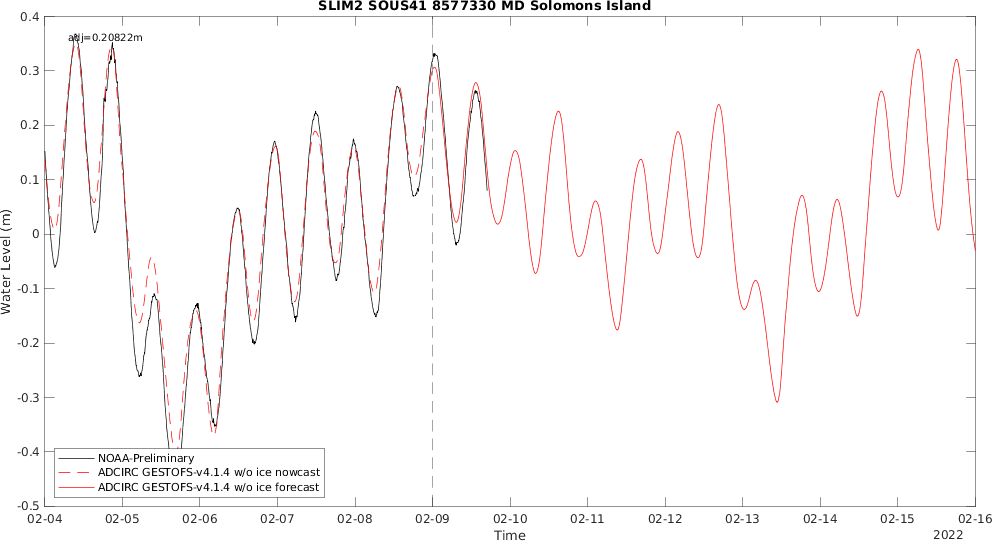 SLIM2 SOUS41 8577330 MD Solomons Island
adj=0.20822m
0.4
0.3
0.2
0.1
0
-0.1
-0.2
-0.3
-0.4
-0.5
Water Level (m)
NOAA-Preliminary
ADCIRC GESTOFS-v4.1.4 w/o ice nowcast
ADCIRC GESTOFS-v4.1.4 w/o ice forecast
02-04 02-05 02-06 02-07 02-08 02-09 02-10 02-11 02-12 02-13 02-14 02-15 02-16
Time
2022